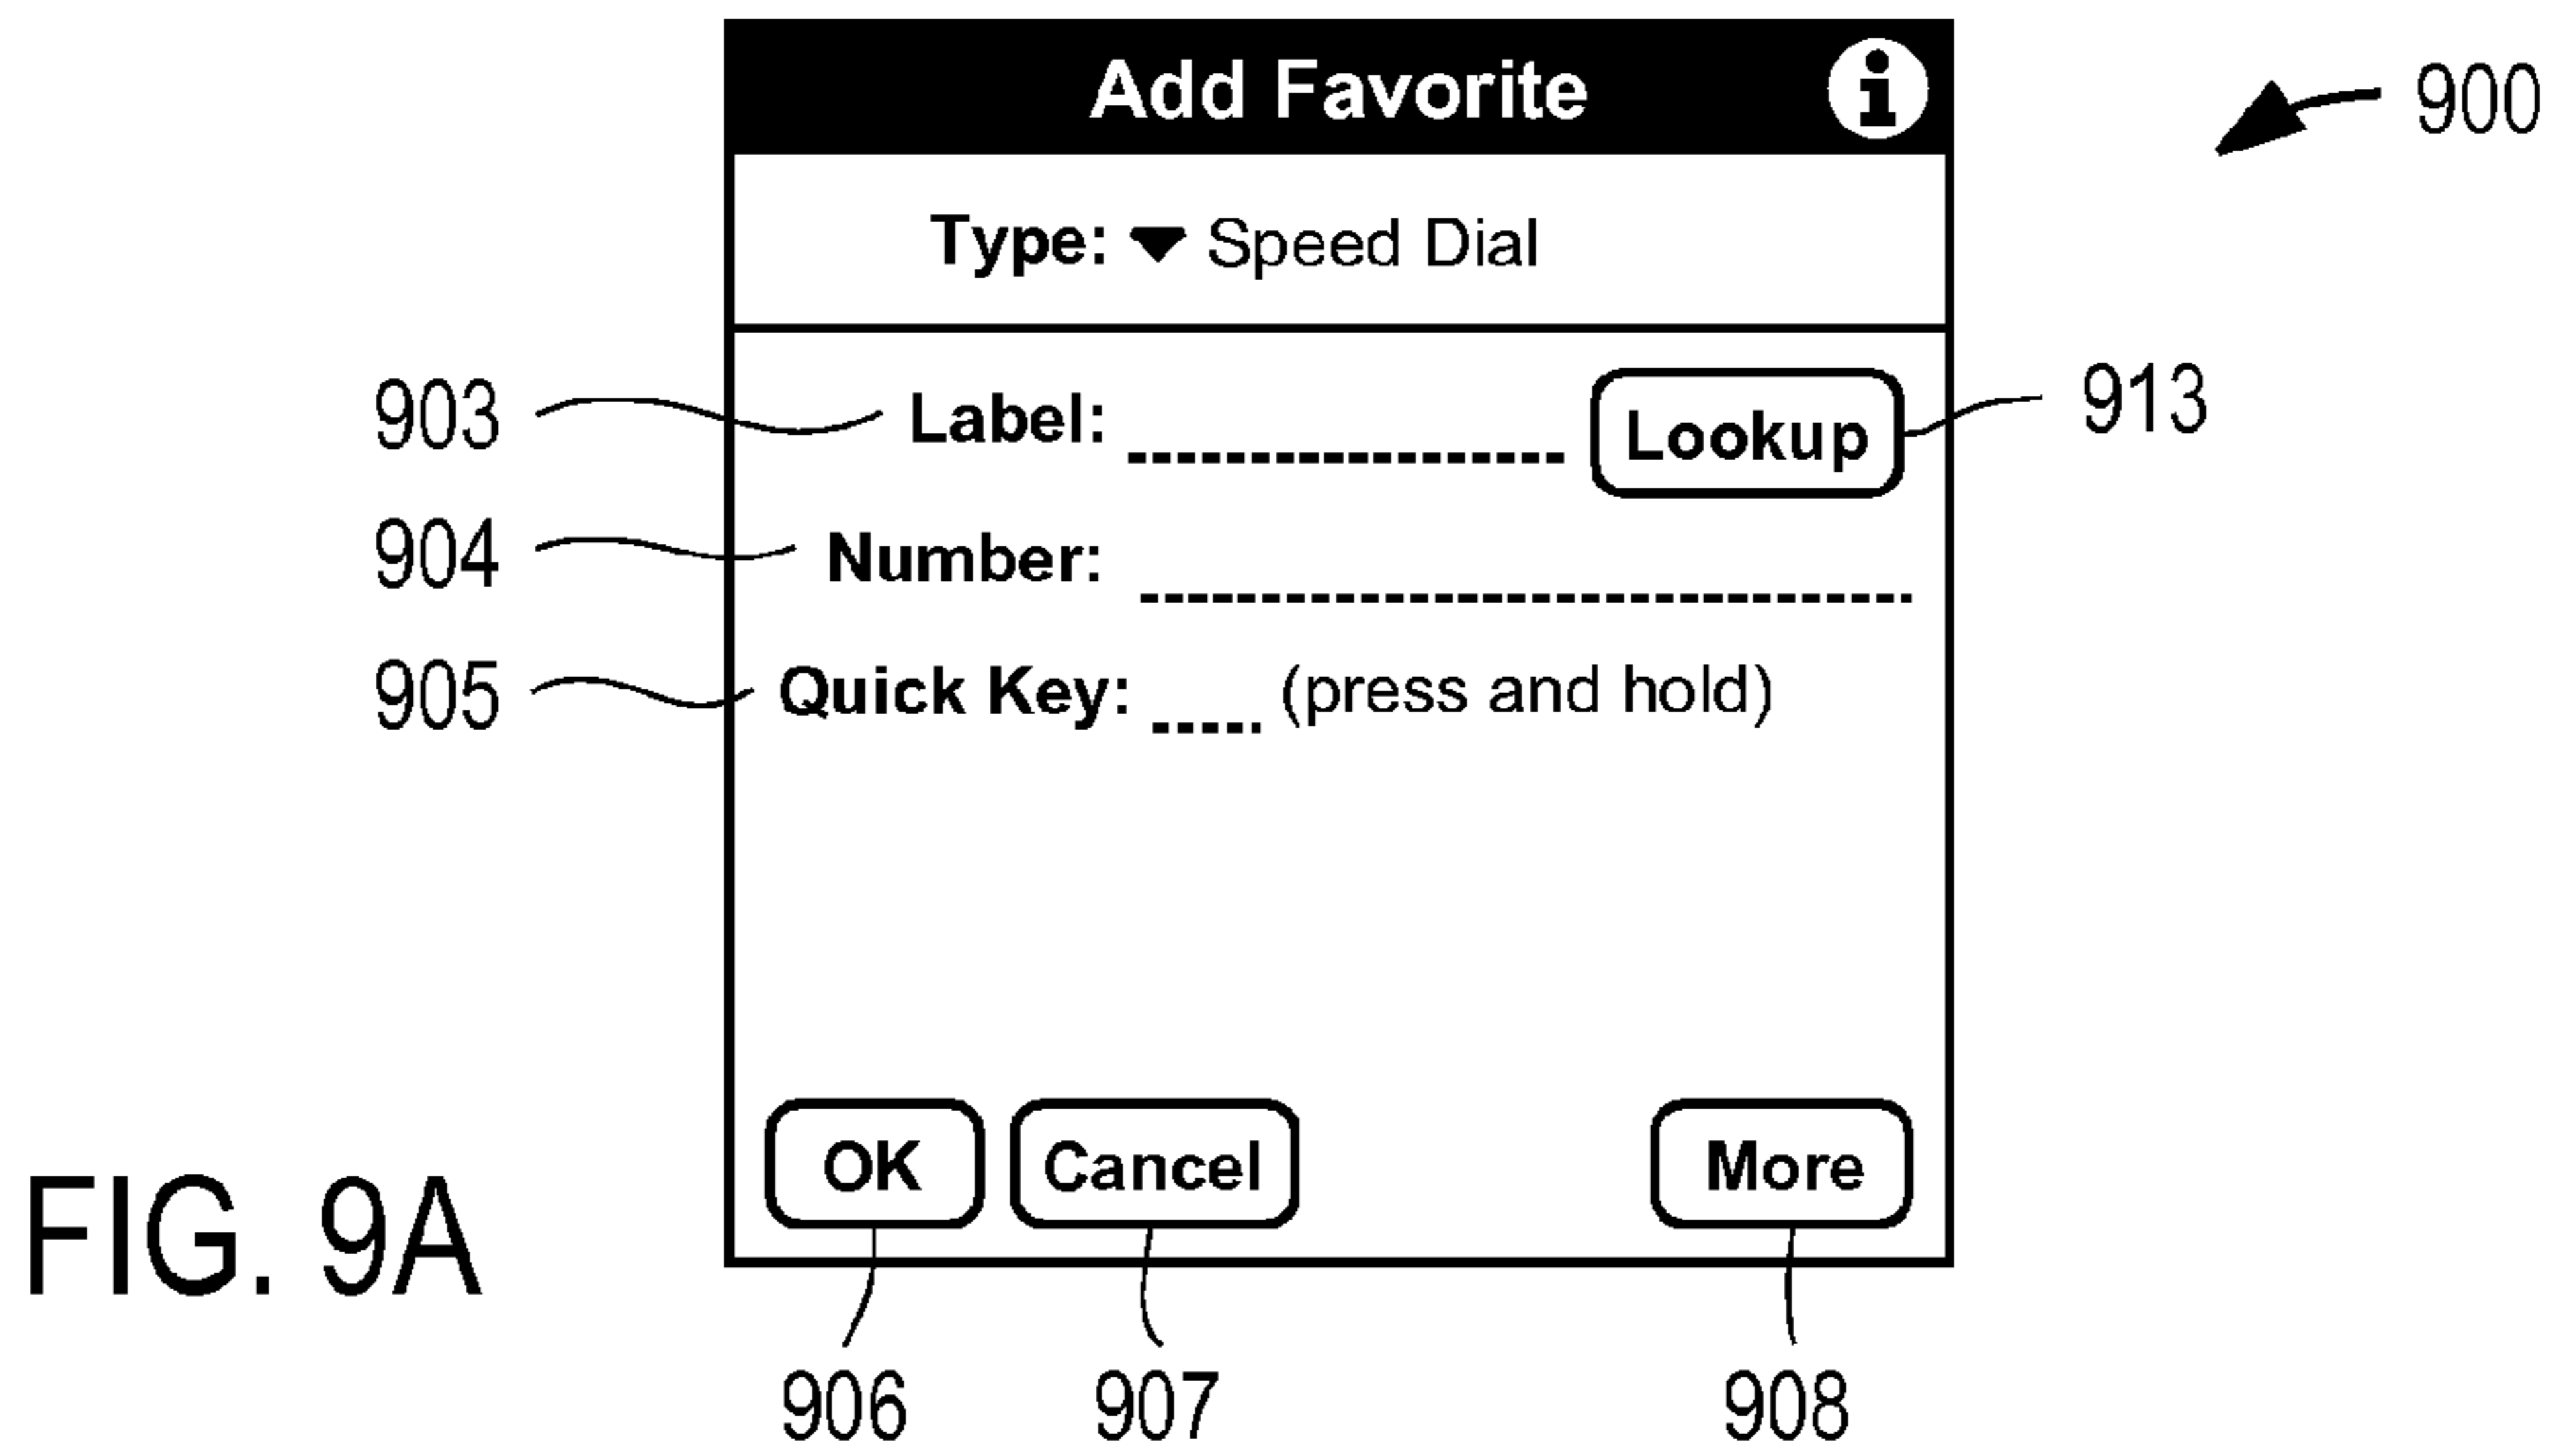 Add Favorite i
900
Type: Speed Dial
903 Label: Lookup 913
904 Number:
905 Quick Key: (press and hold)
OK Cancel More
FIG. 9A
906 907 908